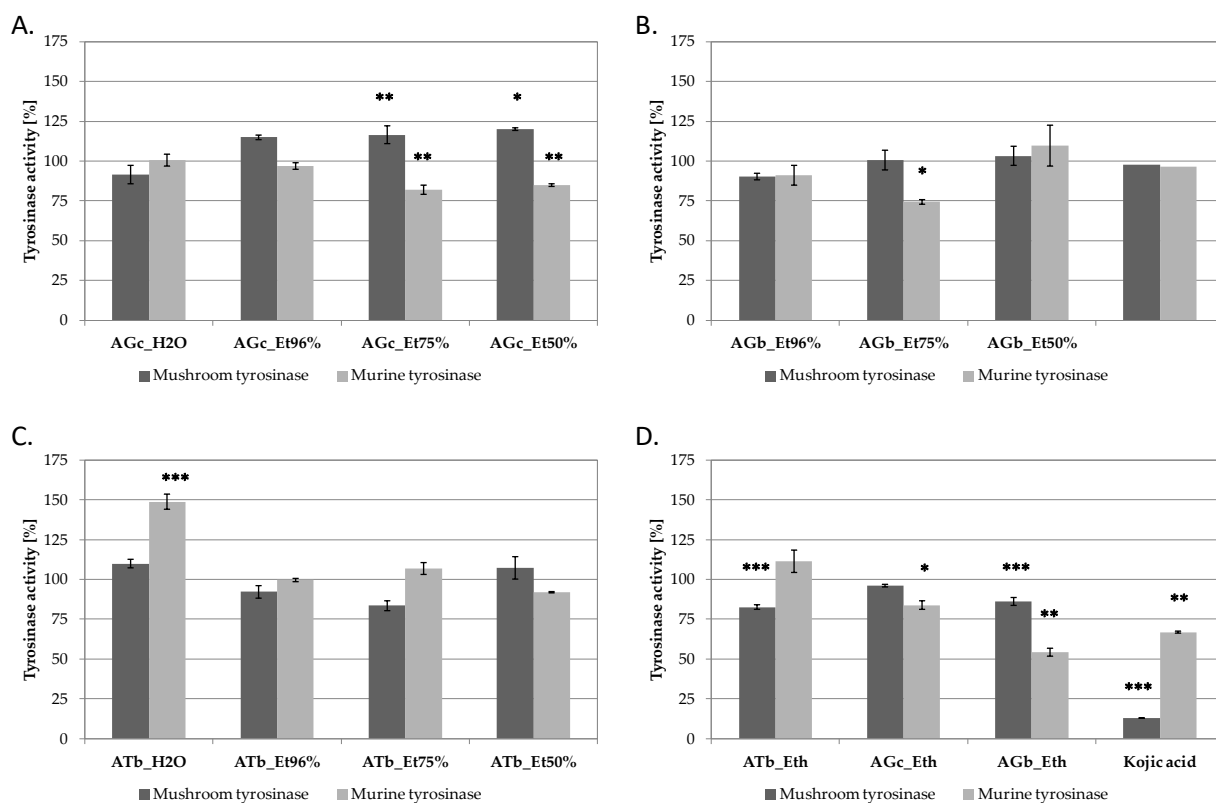 A.
Tyrosinase activity [%]
175
150
125
100
75
50
25
0
** *
** **
AGc_H2O AGc_Et96% AGc_Et75% AGc_Et50%
Mushroom tyrosinase Murine tyrosinase
B.
Tyrosinase activity [%]
175
150
125
100
75
50
25
0
*
AGb_Et96% AGb_Et75% AGb_Et50%
Mushroom tyrosinase Murine tyrosinase
C.
Tyrosinase activity [%]
175
150
125
100
75
50
25
0
***
ATb_H2O ATb_Et96% ATb_Et75% ATb_Et50%
Mushroom tyrosinase Murine tyrosinase
D.
Tyrosinase activity [%]
175
150
125
100
75
50
25
0
*** * *** ** ** ***
ATb_Eth AGc_Eth AGb_Eth Kojic acid
Mushroom tyrosinase Murine tyrosinase